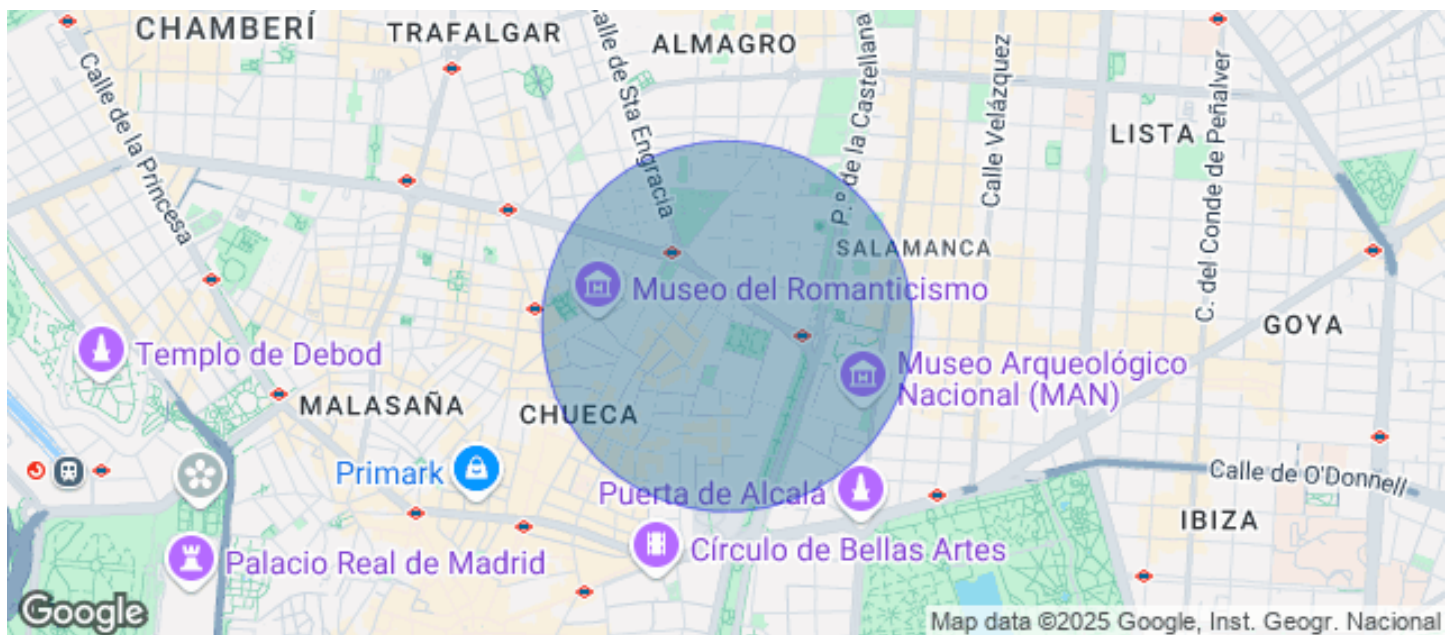 CHAMBERÍ
TRAFALGAR
ALMAGRO
Calle de la Princesa
alle de Sta Engracia
P.º de la Castellana
Calle Velázquez
C. del Conde de Peñalver
LISTA
SALAMANCA
Museo del Romanticismo
GOYA
Templo de Debod
Museo Arqueológico
Nacional (MAN)
MALASAÑA
CHUECA
Primark
Calle de O'Donnell
Puerta de Alcalá
IBIZA
Palacio Real de Madrid
Círculo de Bellas Artes
Google
Map data ©2025 Google, Inst. Geogr. Nacional